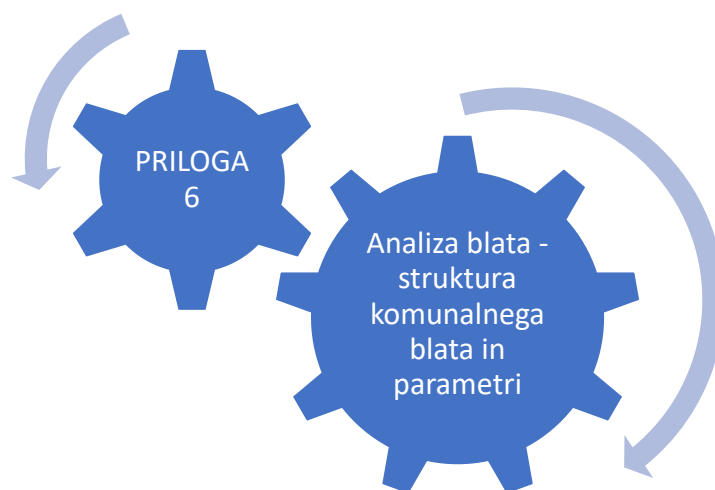 PRILOGA
6
Analiza blata -
struktura
komunalnega
blata in
parametri